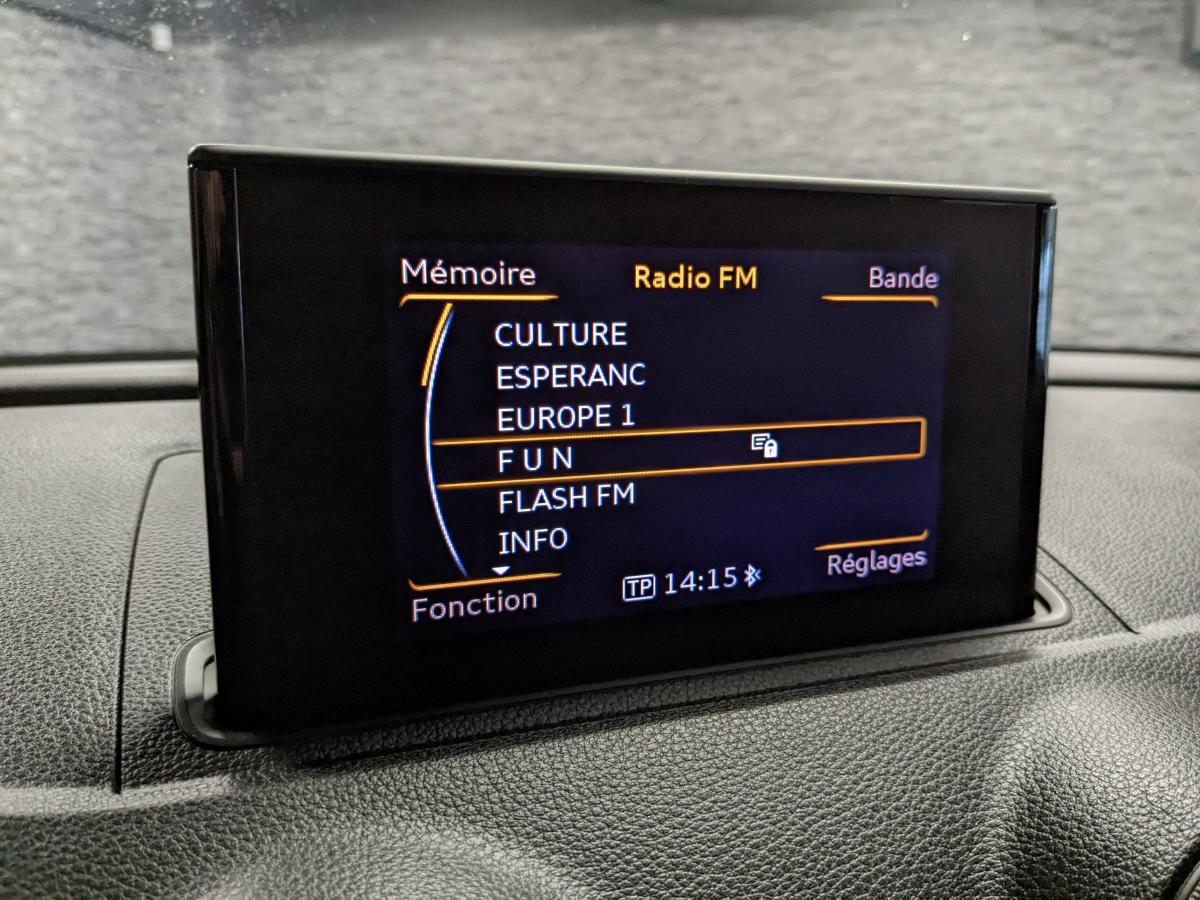 Mémoire Radio FM Bande
CULTURE
ESPERANC
EUROPE 1
F U N
FLASH FM
INFO
Fonction TP 14:15 Réglages